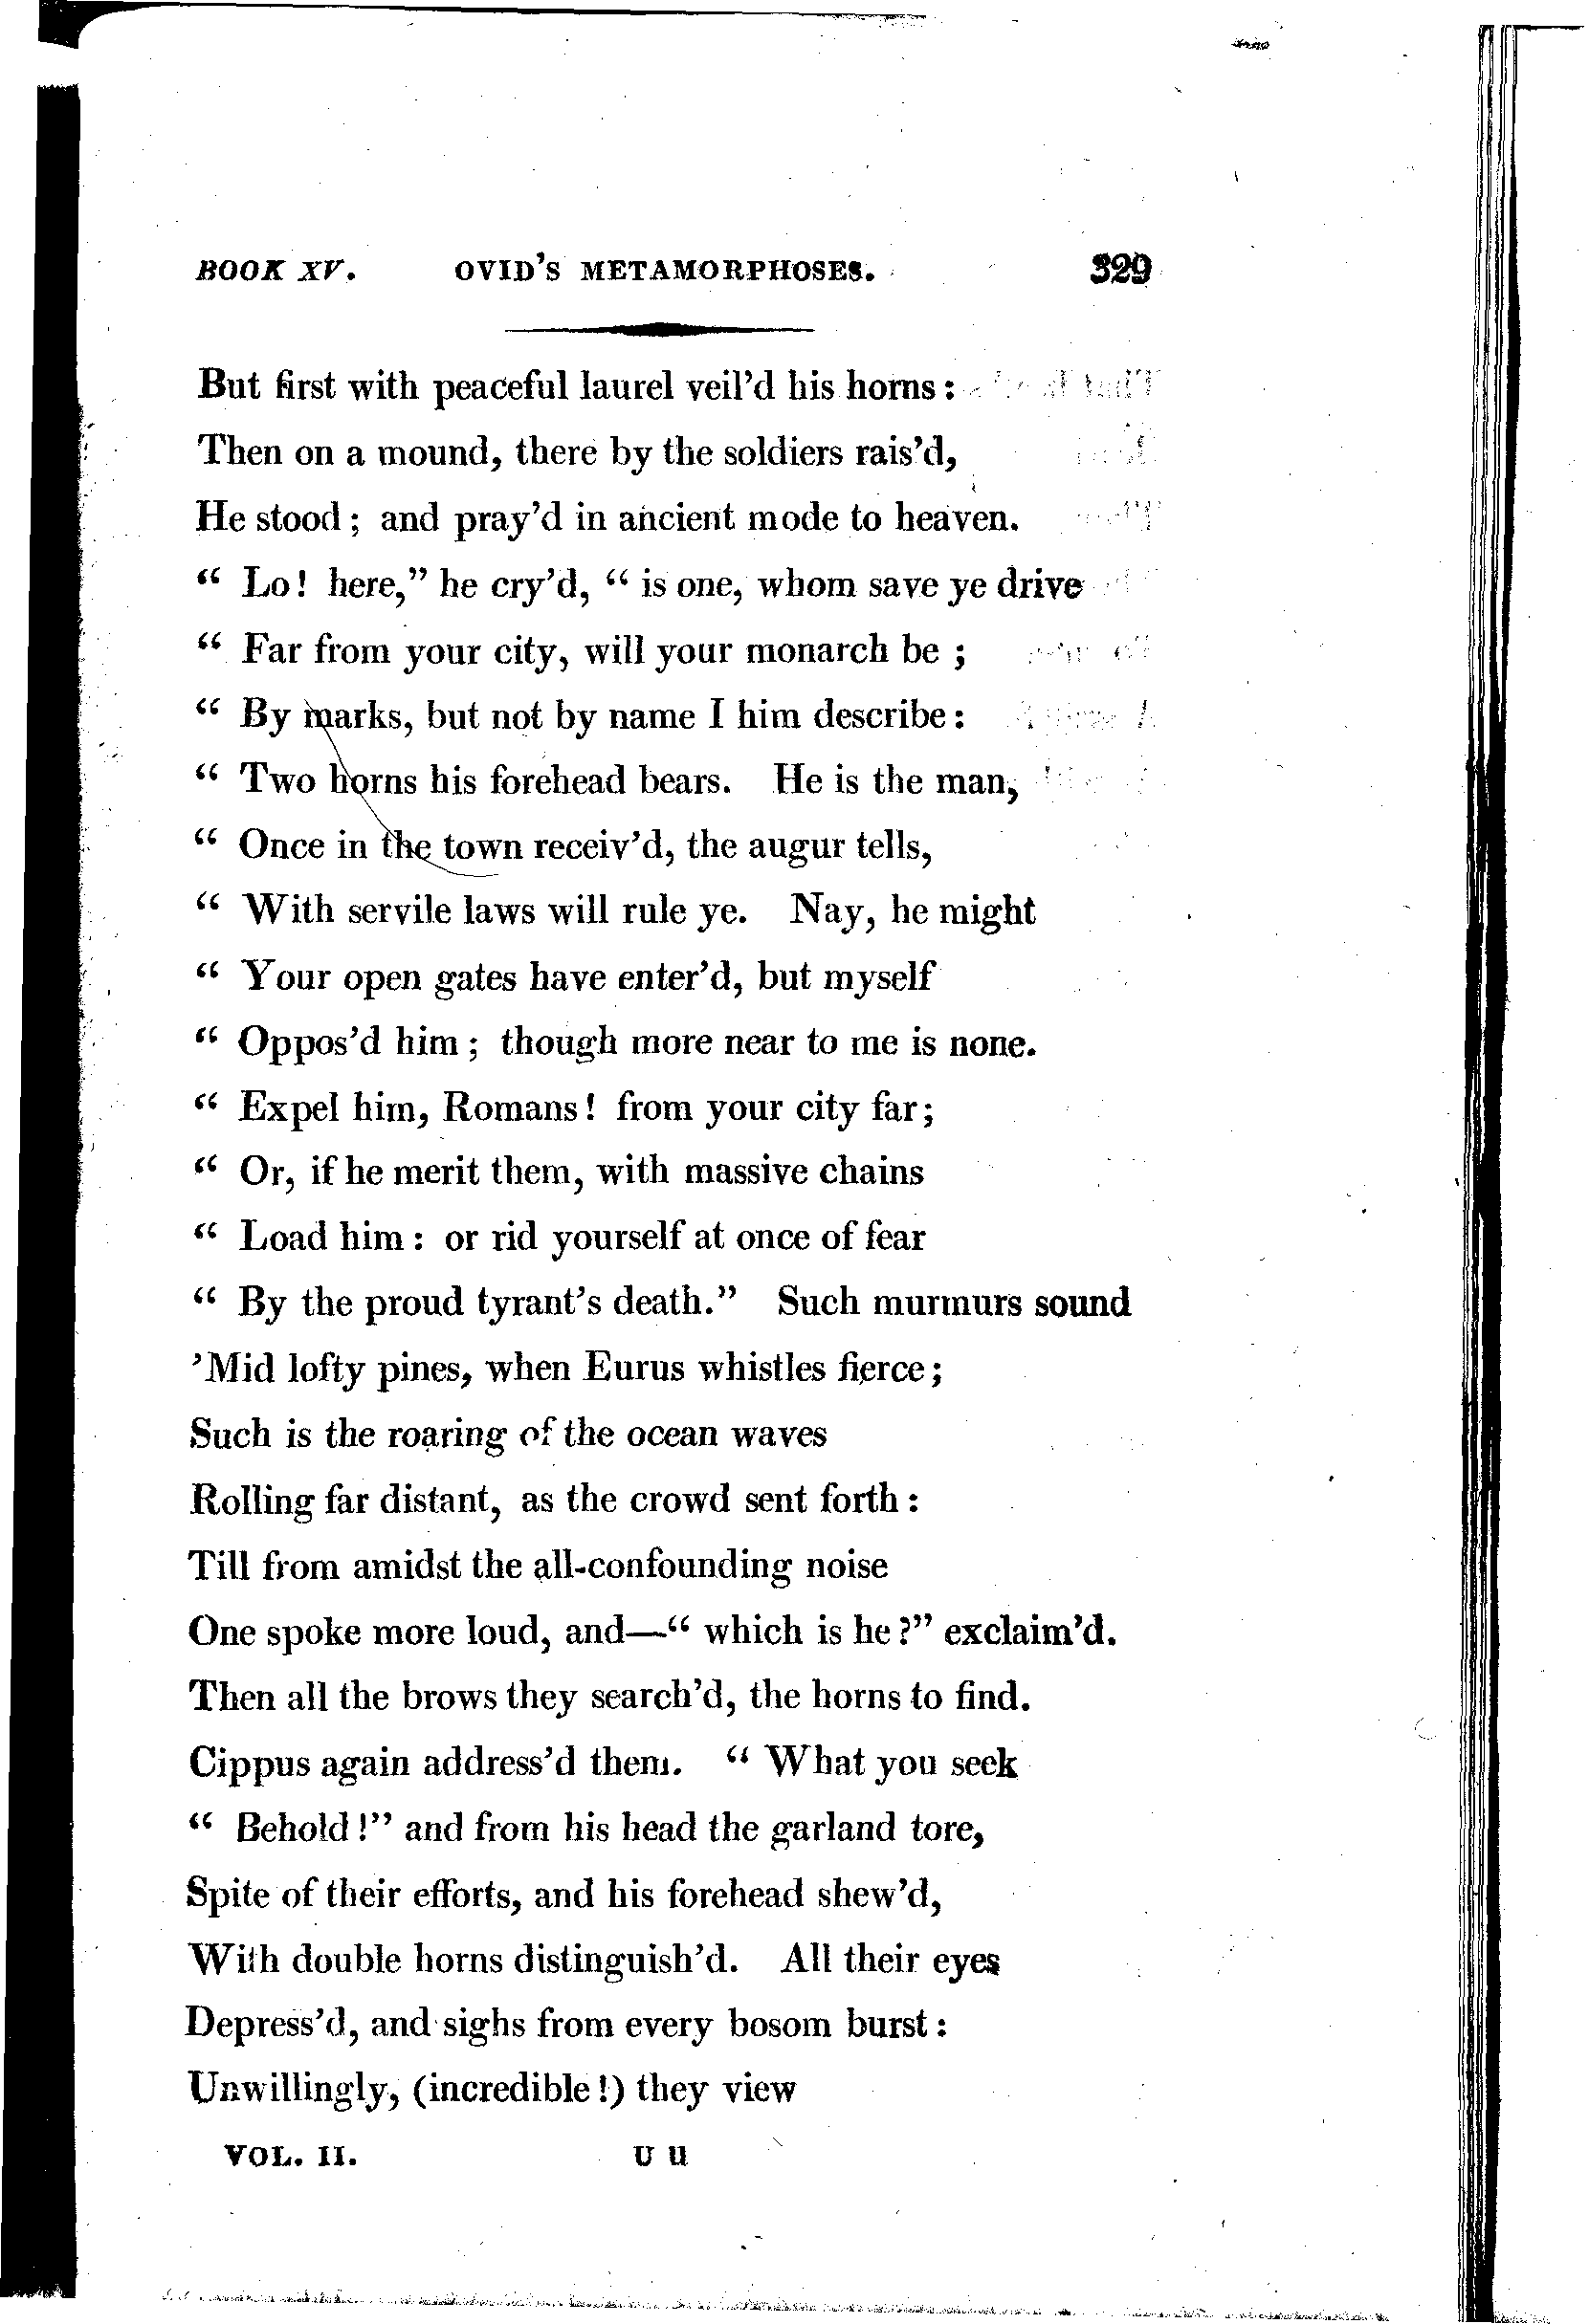 BOOK XV. OVID'S METAMORPHOSES. 329
But first with peaceful laurel veil'd his horns:
Then on a mound, there by the soldiers rais'd,
He stood; and pray'd in ancient mode to heaven.
“ Lo! here,” he cry'd, “ is one, whom save ye drive
“ Far from your city, will your monarch be;
“ By marks, but not by name I him describe:
“ Two horns his forehead bears. He is the man,
“ Once in the town receiv'd, the augur tells,
“ With servile laws will rule ye. Nay, he might
“ Your open gates have enter'd, but myself
“ Oppos'd him; though more near to me is none.
“ Expel him, Romans! from your city far;
“ Or, if he merit them, with massive chains
“ Load him: or rid yourself at once of fear
“ By the proud tyrant's death.” Such murmurs sound
'Mid lofty pines, when Eurus whistles fierce;
Such is the roaring of the ocean waves
Rolling far distant, as the crowd sent forth:
Till from amidst the all-confounding noise
One spoke more loud, and—“ which is he?” exclaim'd.
Then all the brows they search'd, the horns to find.
Cippus again address'd them. “ What you seek
“ Behold!” and from his head the garland tore,
Spite of their efforts, and his forehead shew'd,
With double horns distinguish'd. All their eyes
Depress'd, and sighs from every bosom burst:
Unwillingly, (incredible!) they view
VOL. II. U U